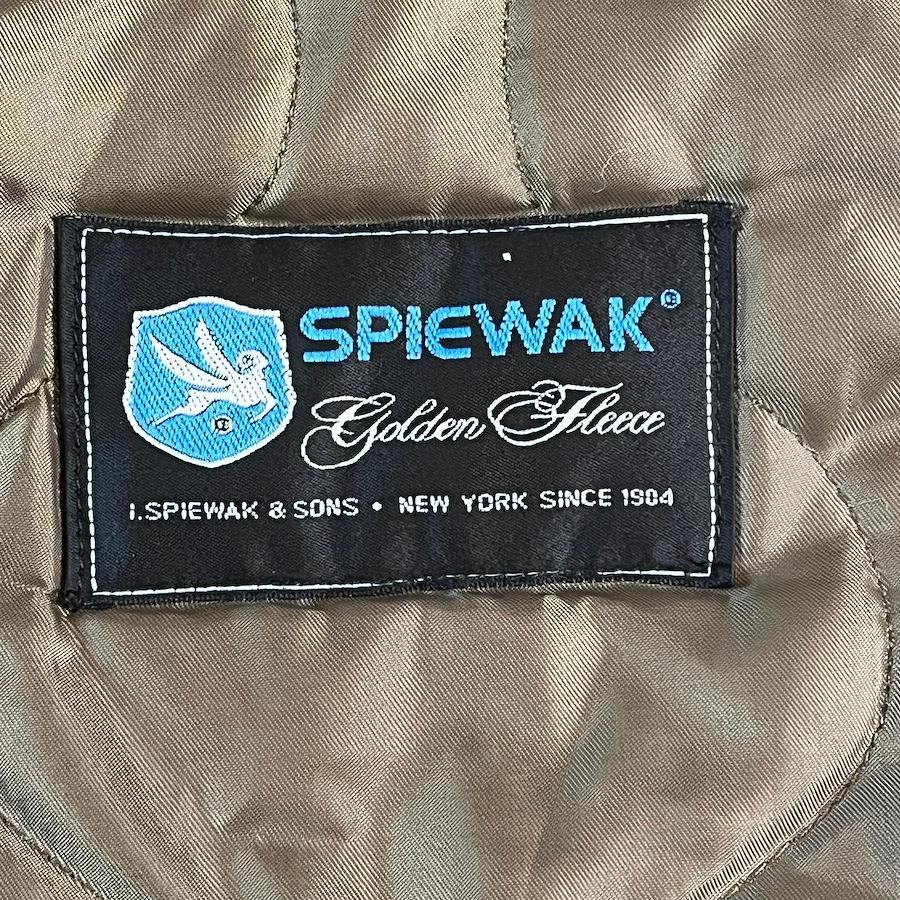 SPIEWAK®
Golden Fleece
I.SPIEWAK & SONS • NEW YORK SINCE 1904